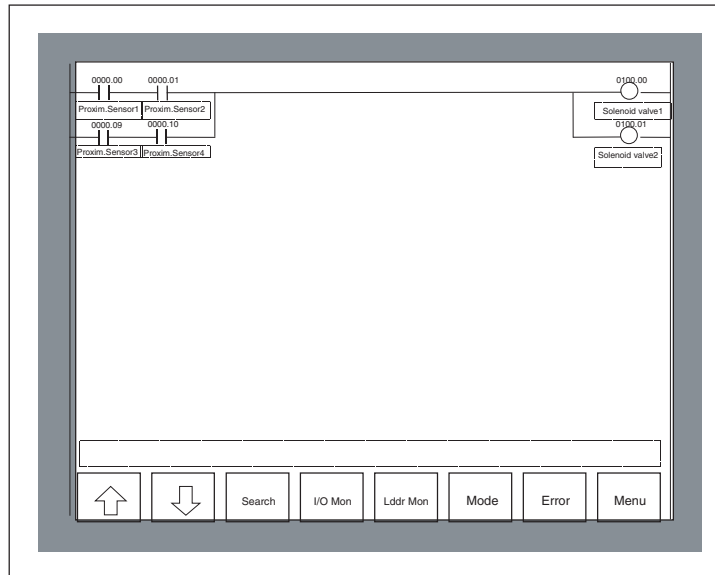 0000.00 0000.01 0100.00
Proxim.Sensor1 Proxim.Sensor2 Solenoid valve1
0000.09 0000.10 0100.01
Proxim.Sensor3 Proxim.Sensor4 Solenoid valve2
Search I/O Mon Lddr Mon Mode Error Menu